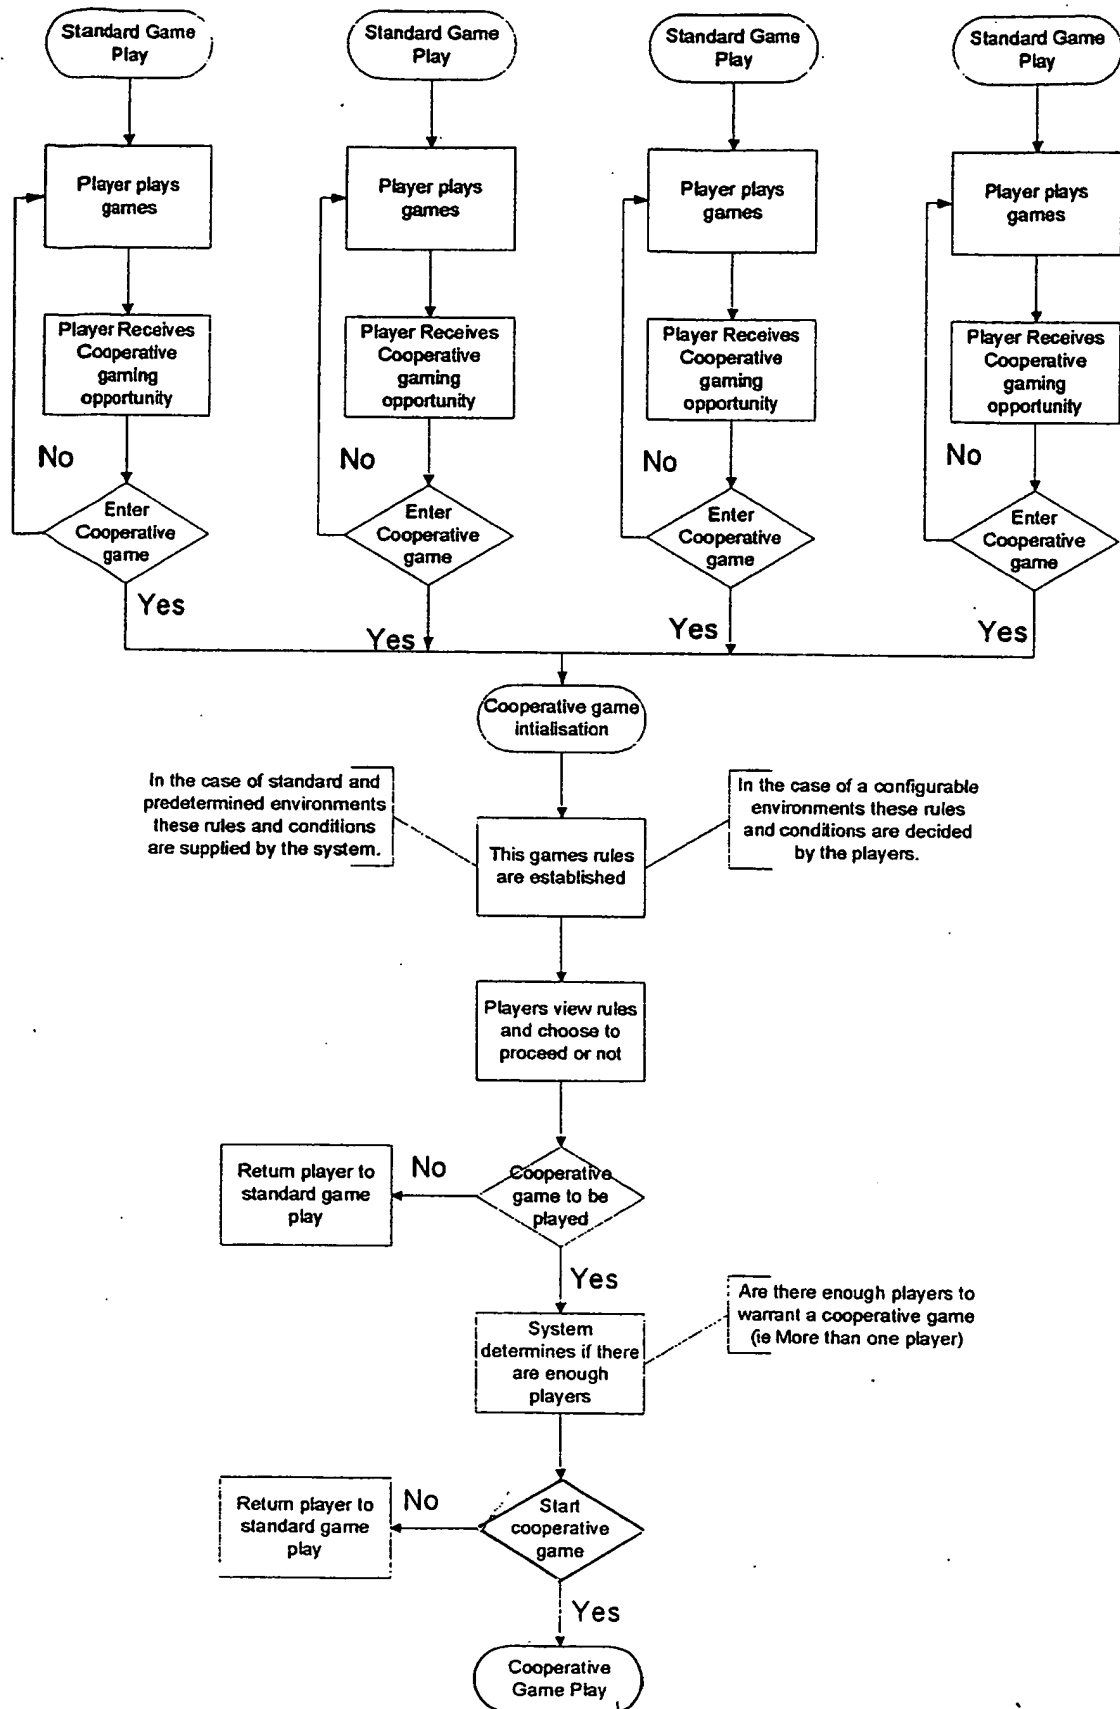 Standard Game
Play
Standard Game
Play
Standard Game
Play
Standard Game
Play
Player plays
games
Player plays
games
Player plays
games
Player plays
games
Player Receives
Cooperative
gaming
opportunity
Player Receives
Cooperative
gaming
opportunity
Player Receives
Cooperative
gaming
opportunity
Player Receives
Cooperative
gaming
opportunity
No
No
No
No
Enter
Cooperative
game
Enter
Cooperative
game
Enter
Cooperative
game
Enter
Cooperative
game
Yes
Yes
Yes
Yes
Cooperative game
intialisation
In the case of standard and
predetermined environments
these rules and conditions
are supplied by the system.
In the case of a configurable
environments these rules
and conditions are decided
by the players.
This games rules
are established
Players view rules
and choose to
proceed or not
Return player to
standard game
play
No
Cooperative
game to be
played
Yes
System
determines if there
are enough
players
Are there enough players to
warrant a cooperative game
(ie More than one player)
Return player to
standard game
play
No
Start
cooperative
game
Yes
Cooperative
Game Play